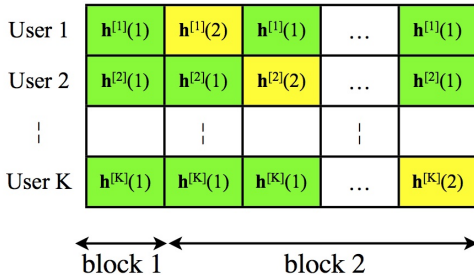 User 1 h^[1](1) h^[1](2) h^[1](1) ... h^[1](1)
User 2 h^[2](1) h^[2](1) h^[2](2) ... h^[2](1)
User K h^[K](1) h^[K](1) h^[K](1) ... h^[K](2)
block 1 block 2